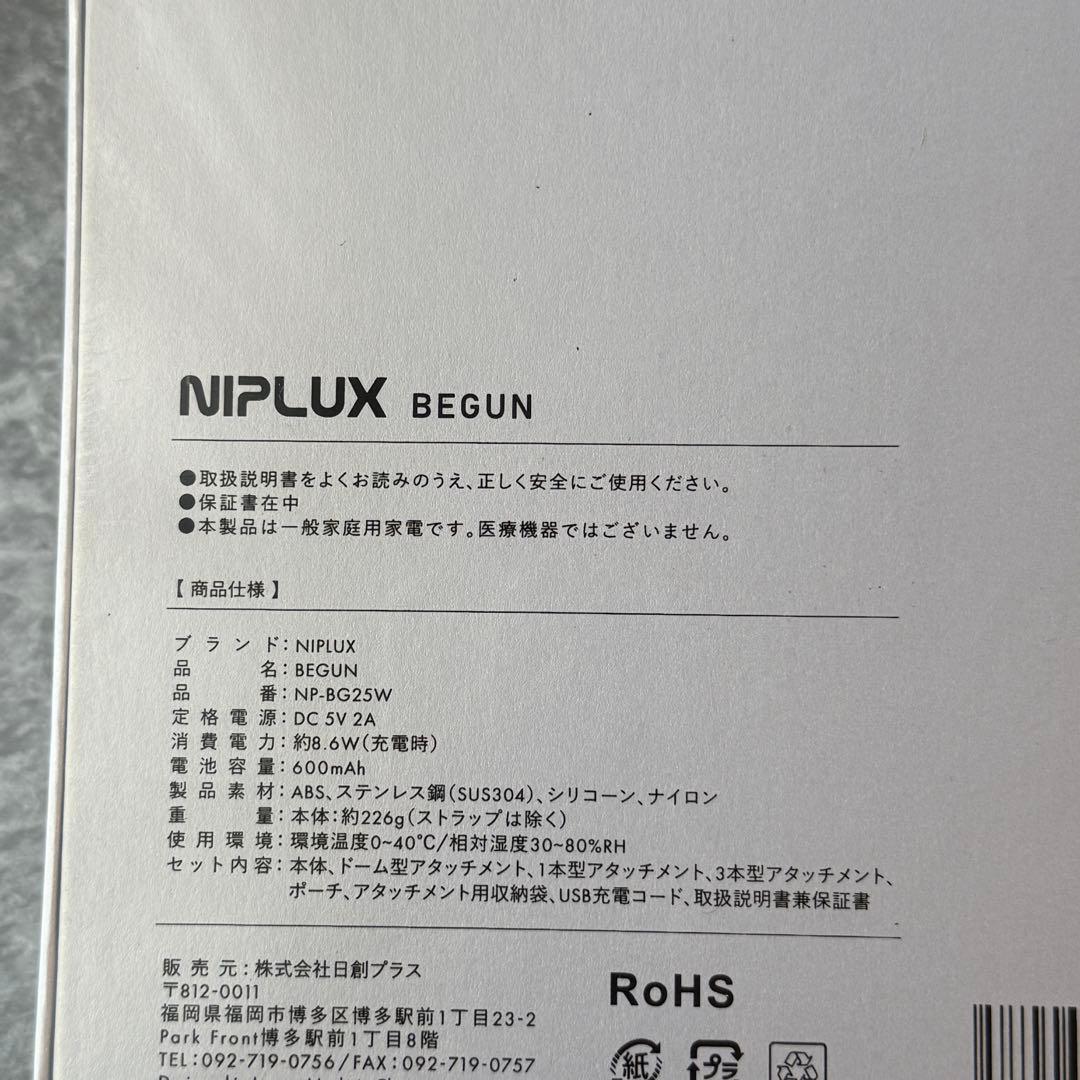 NIPLUX BEGUN
●取扱説明書をよくお読みのうえ、正しく安全にご使用ください。
●保証書在中
●本製品は一般家庭用家電です。医療機器ではございません。
【 商品仕様 】
ブランド：NIPLUX
品名：BEGUN
品番：NP-BG25W
定格電源：DC 5V 2A
消費電力：約8.6W（充電時）
電池容量：600mAh
製品素材：ABS、ステンレス鋼（SUS304）、シリコーン、ナイロン
重量：本体：約226g（ストラップは除く）
使用環境：環境温度0~40℃/相対湿度30~80%RH
セット内容：本体、ドーム型アタッチメント、1本型アタッチメント、3本型アタッチメント、
ポーチ、アタッチメント用収納袋、USB充電コード、取扱説明書兼保証書
販売元：株式会社日創プラス
〒812-0011
福岡県福岡市博多区博多駅前1丁目23-2
Park Front博多駅前1丁目8階
TEL：092-719-0756/FAX：092-719-0757
RoHS
紙
プラ